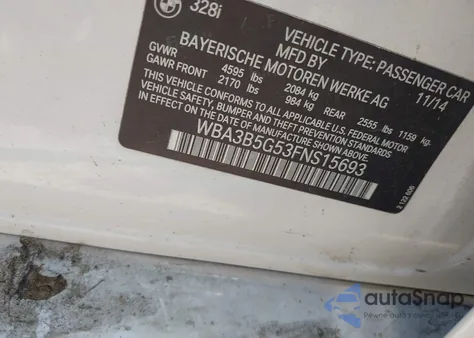 328i
VEHICLE TYPE: PASSENGER CAR
MFD BY 11/14
BAYERISCHE MOTOREN WERKE AG
GVWR 4595 lbs 2084 kg
GAWR FRONT 2170 lbs 984 kg REAR 2555 lbs 1159 kg
THIS VEHICLE CONFORMS TO ALL APPLICABLE U.S. FEDERAL MOTOR
VEHICLE SAFETY, BUMPER AND THEFT PREVENTION STANDARDS
IN EFFECT ON THE DATE OF MANUFACTURE SHOWN ABOVE.
WBA3B5G53FNS15693
autoSnap